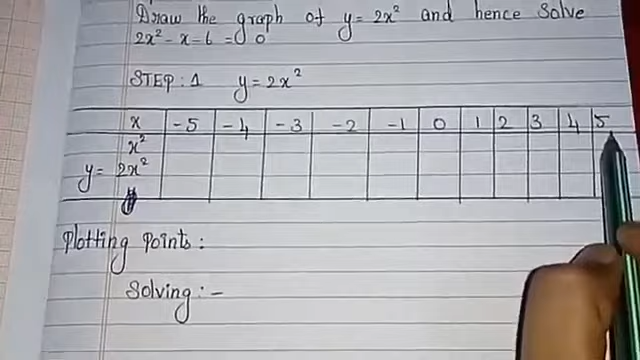 Draw the graph of y = 2x² and hence solve
2x² - x - 6 = 0
STEP : 1 y = 2x²
x -5 -4 -3 -2 -1 0 1 2 3 4 5
x²
y = 2x²
Plotting Points :
Solving : -